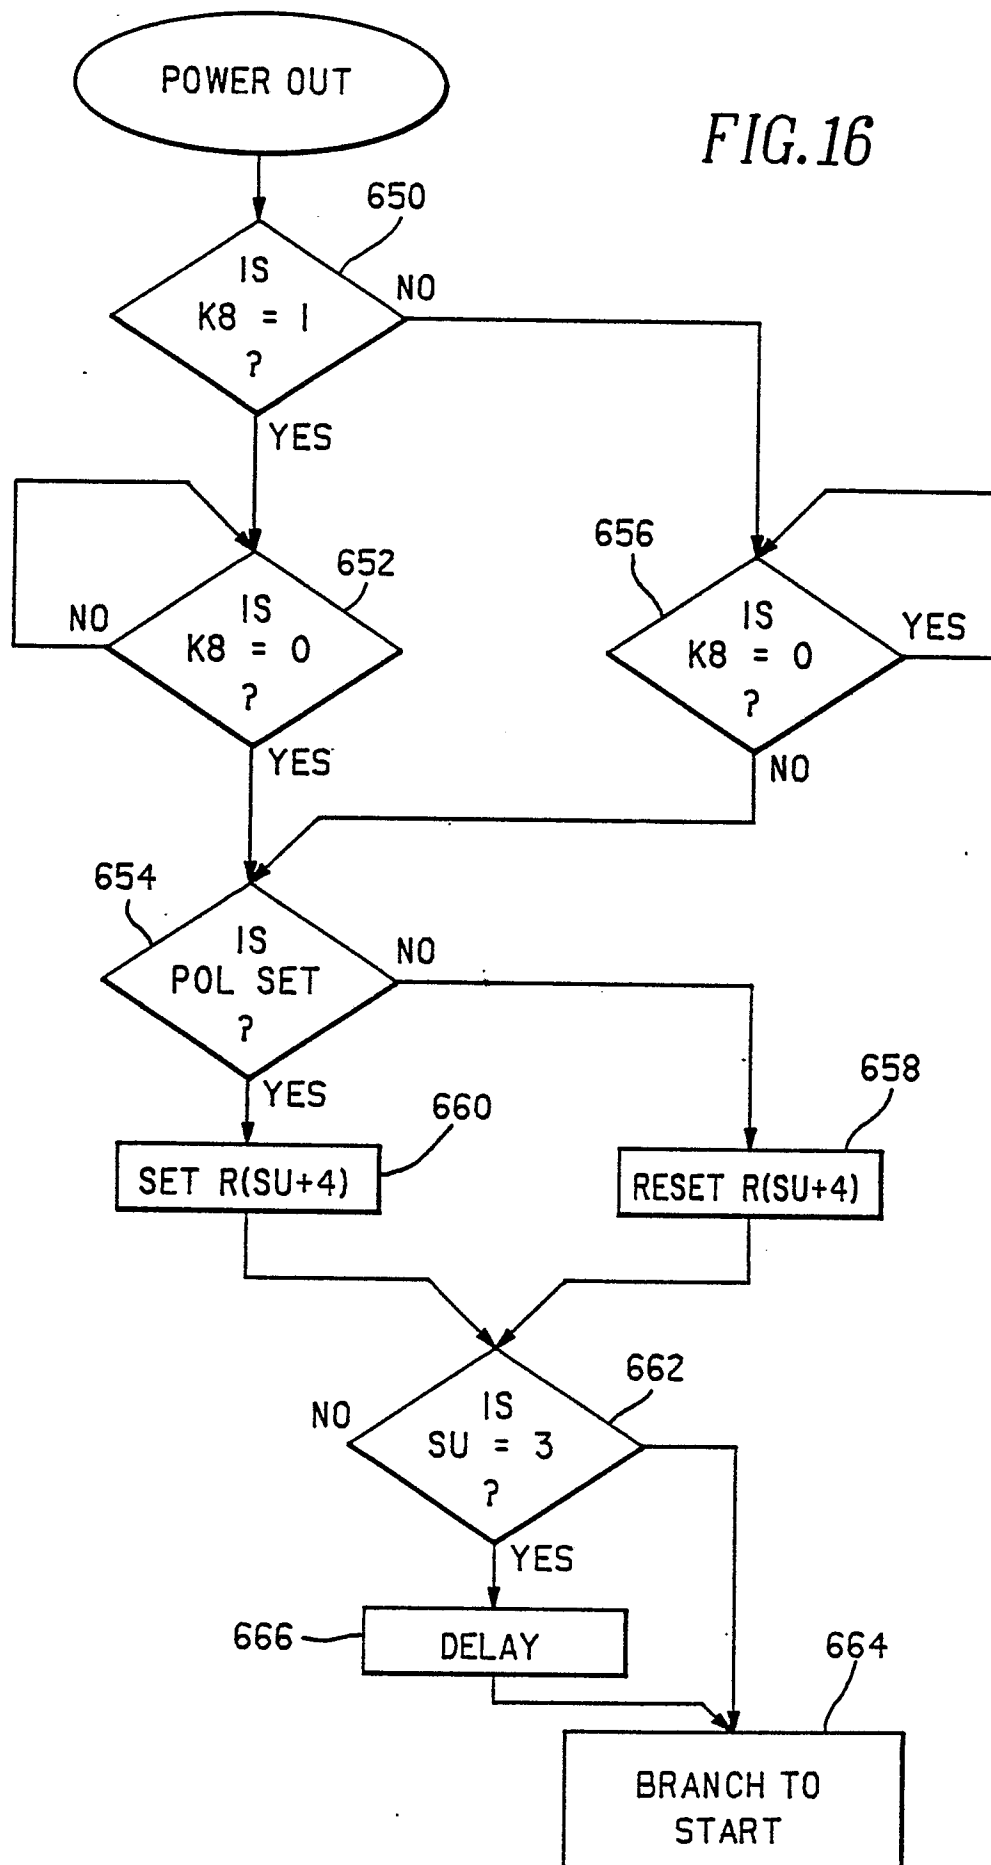 POWER OUT
FIG. 16
650
IS
K8 = 1
?
NO
YES
652
IS
K8 = 0
?
NO
YES
656
IS
K8 = 0
?
YES
NO
654
IS
POL SET
?
NO
YES
660
SET R(SU+4)
658
RESET R(SU+4)
662
NO
IS
SU = 3
?
YES
666
DELAY
664
BRANCH TO
START